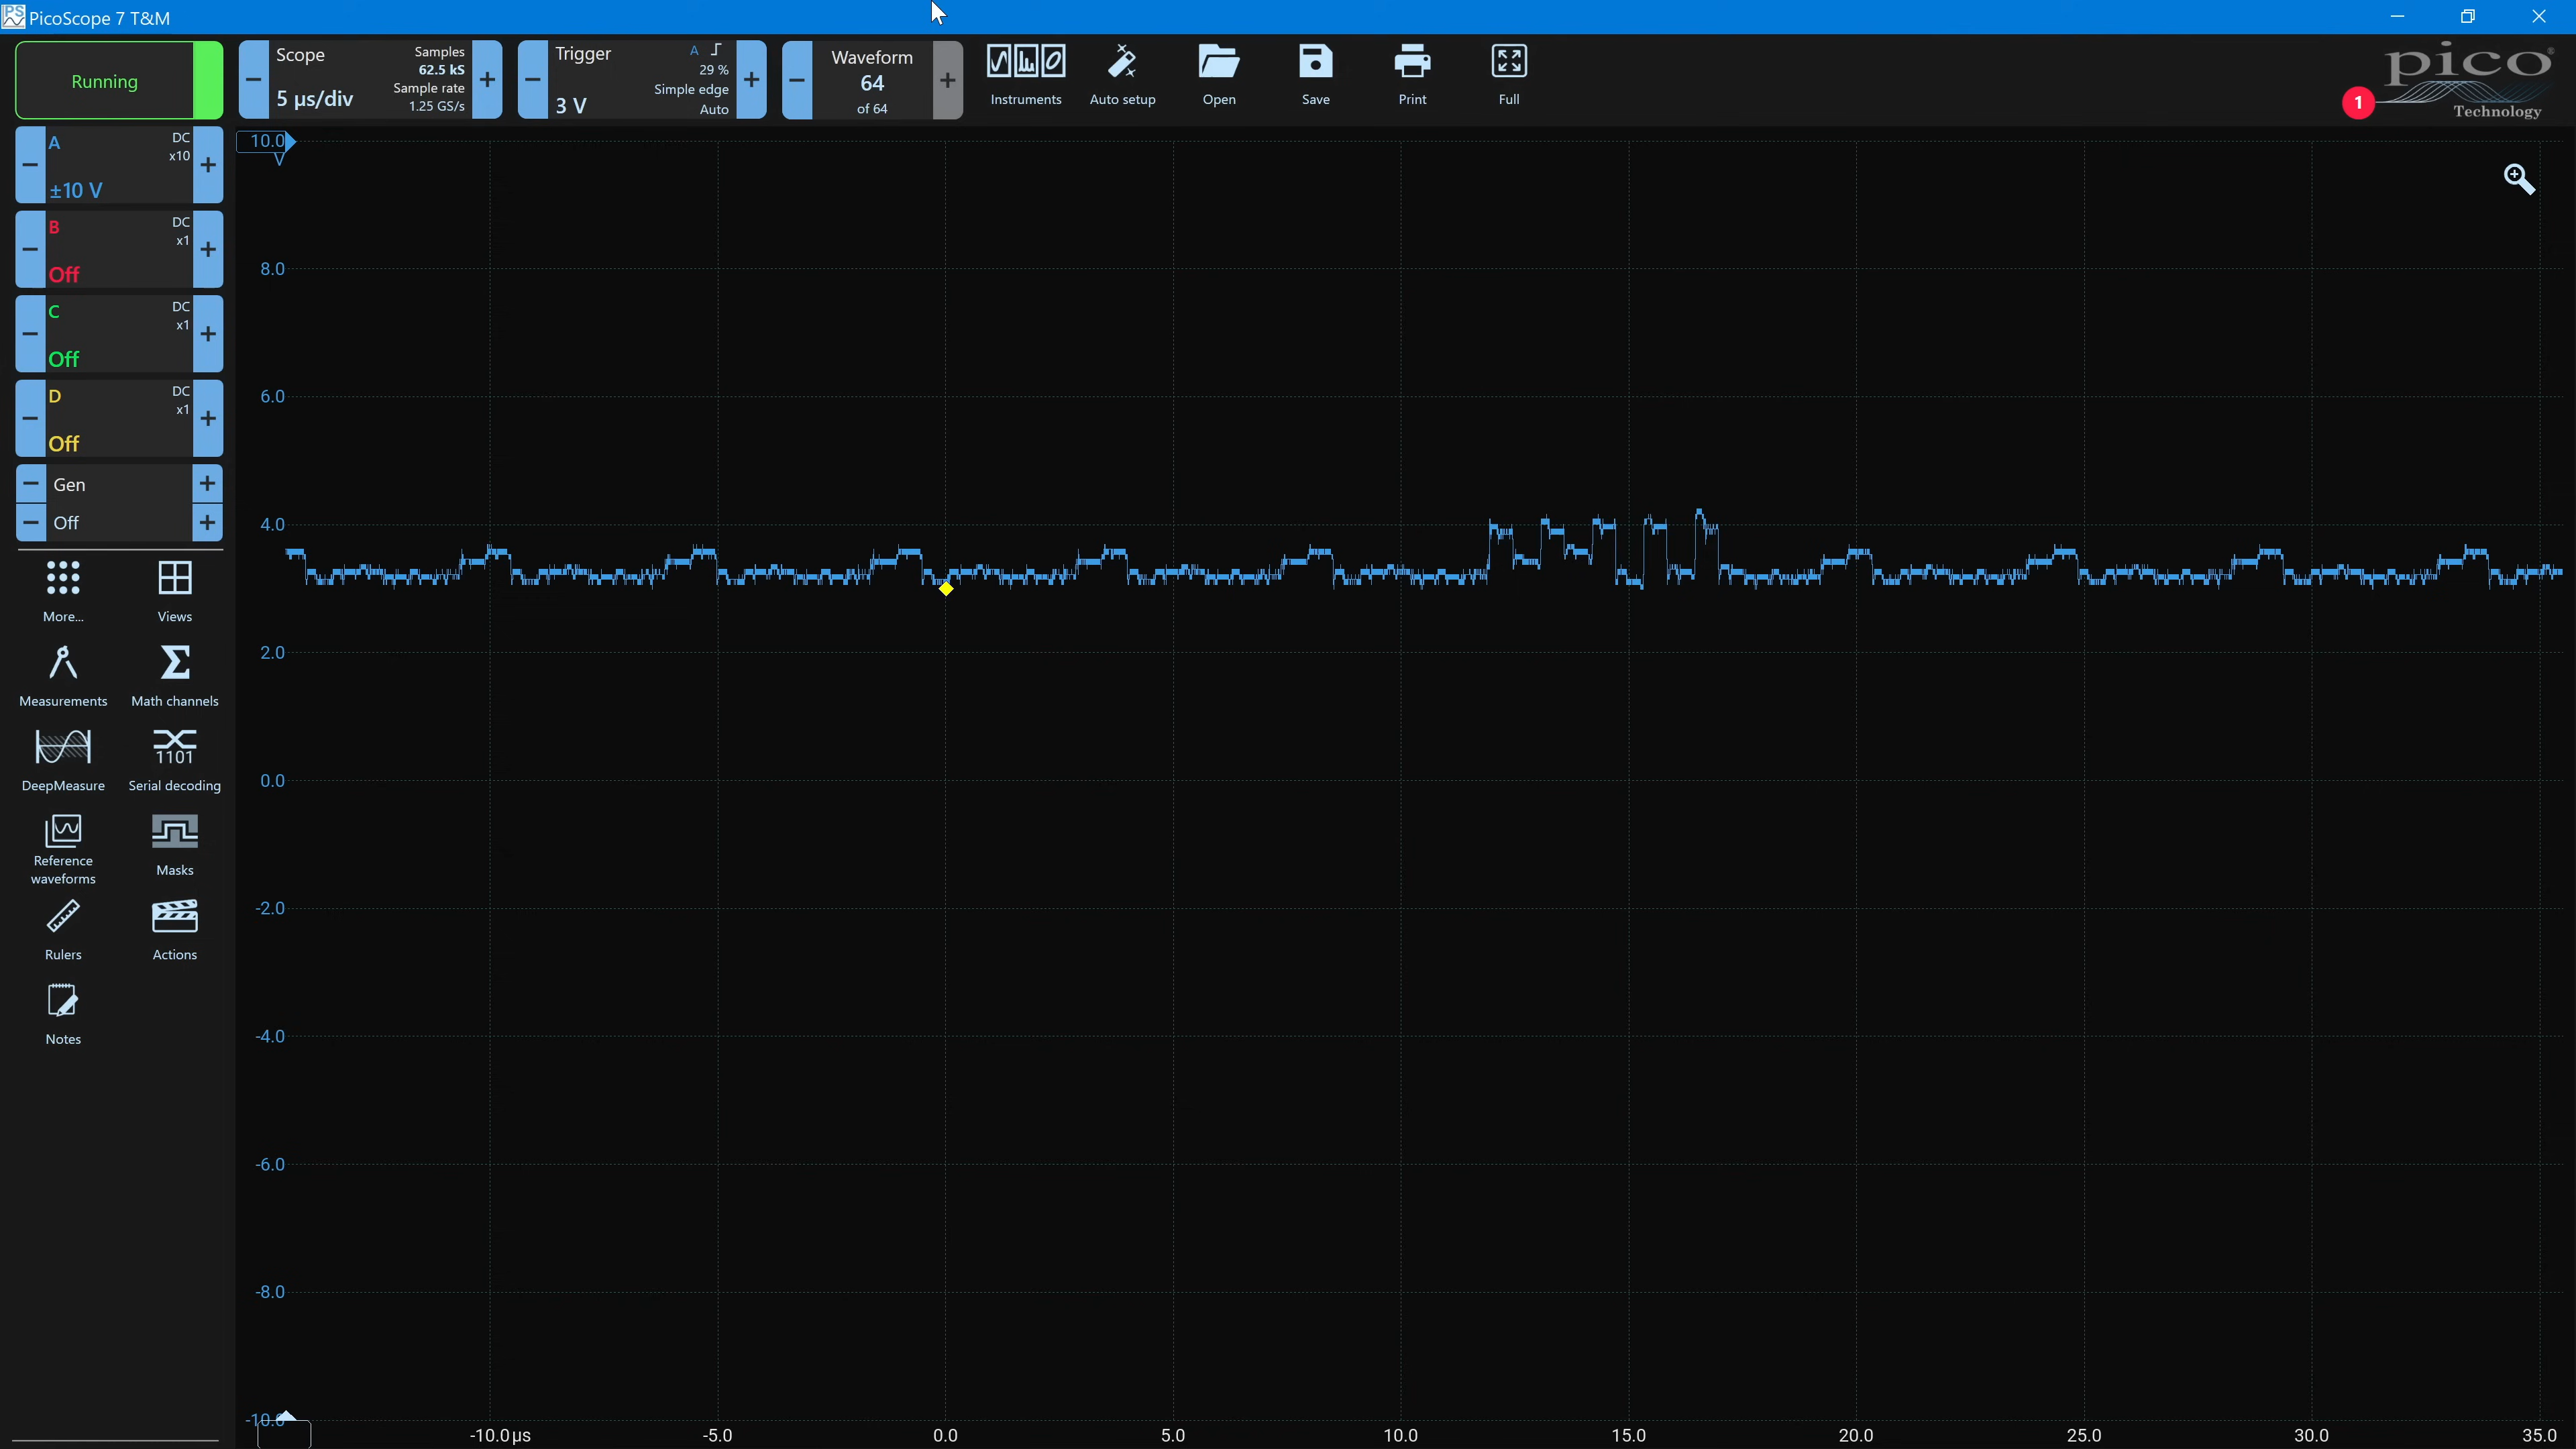 PicoScope 7 T&M
Running
Scope
5 µs/div
Samples
62.5 kS
Sample rate
1.25 GS/s
Trigger
3 V
A
29 %
Simple edge
Auto
Waveform
64
of 64
Instruments
Auto setup
Open
Save
Print
Full
1
pico
Technology
A
DC
x10
±10 V
B
DC
x1
Off
C
DC
x1
Off
D
DC
x1
Off
Gen
Off
More...
Views
Measurements
Math channels
DeepMeasure
1101
Serial decoding
Reference
waveforms
Masks
Rulers
Actions
Notes
10.0
V
8.0
6.0
4.0
2.0
0.0
-2.0
-4.0
-6.0
-8.0
-10.0
-10.0 µs
-5.0
0.0
5.0
10.0
15.0
20.0
25.0
30.0
35.0